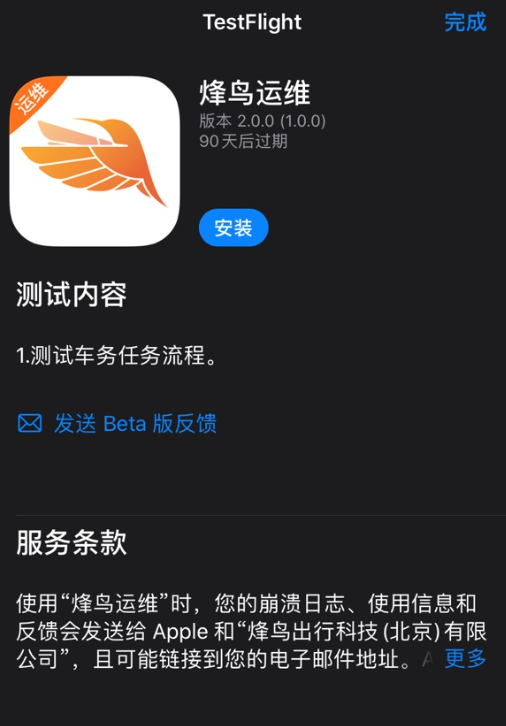 TestFlight
完成
运维
烽鸟运维
版本 2.0.0 (1.0.0)
90 天后过期
安装
测试内容
1.测试车务任务流程。
发送 Beta 版反馈
服务条款
使用“烽鸟运维”时，您的崩溃日志、使用信息和
反馈会发送给 Apple 和“烽鸟出行科技(北京)有限
公司”，且可能链接到您的电子邮件地址。A 更多